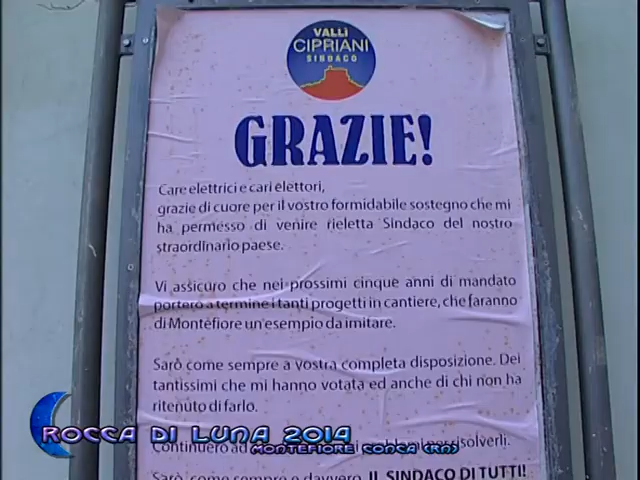 VALLÌ
CIPRIANI
SINDACO
GRAZIE!
Care elettrici e cari elettori,
grazie di cuore per il vostro formidabile sostegno che mi
ha permesso di venire rieletta Sindaco del nostro
straordinario paese.
Vi assicuro che nei prossimi cinque anni di mandato
porterò a termine i tanti progetti in cantiere, che faranno
di Montefiore un'esempio da imitare.
Sarò come sempre a vostra completa disposizione. Dei
tantissimi che mi hanno votata ed anche di chi non ha
ritenuto di farlo.
Continuerò ad problemi per risolverli.
Sarò come sempre e davvero IL SINDACO DI TUTTI!
ROCCA DI LUNA 2014
MONTEFIORE CONCA (RN)